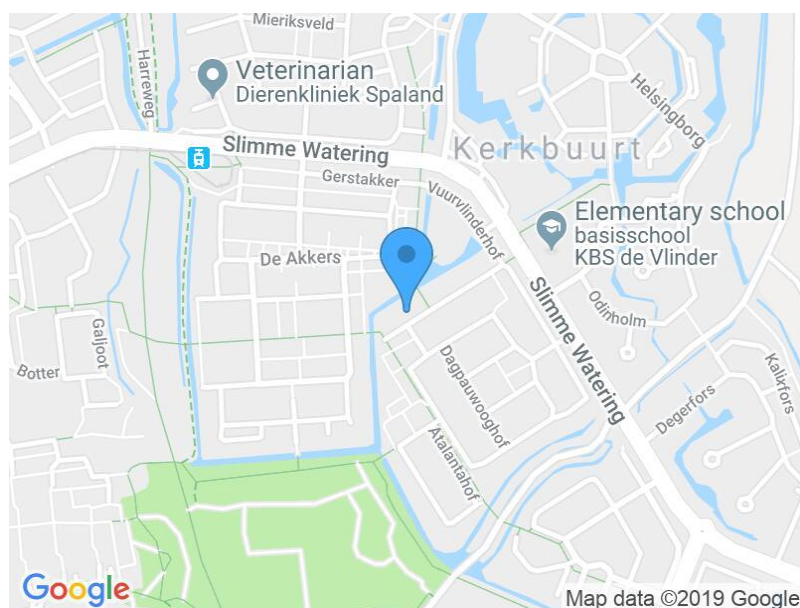 Mieriksveld
Harreweg
Veterinarian
Dierenkliniek Spaland
Helsingborg
Slimme Watering
Kerkbuurt
Gerstakker
Vuurvlinderhof
Elementary school
basisschool
KBS de Vlinder
De Akkers
Slimme Watering
Odinholm
Galjoot
Botter
Dagpauwooghof
Kalixfors
Degerfors
Atalantahof
Google
Map data ©2019 Google